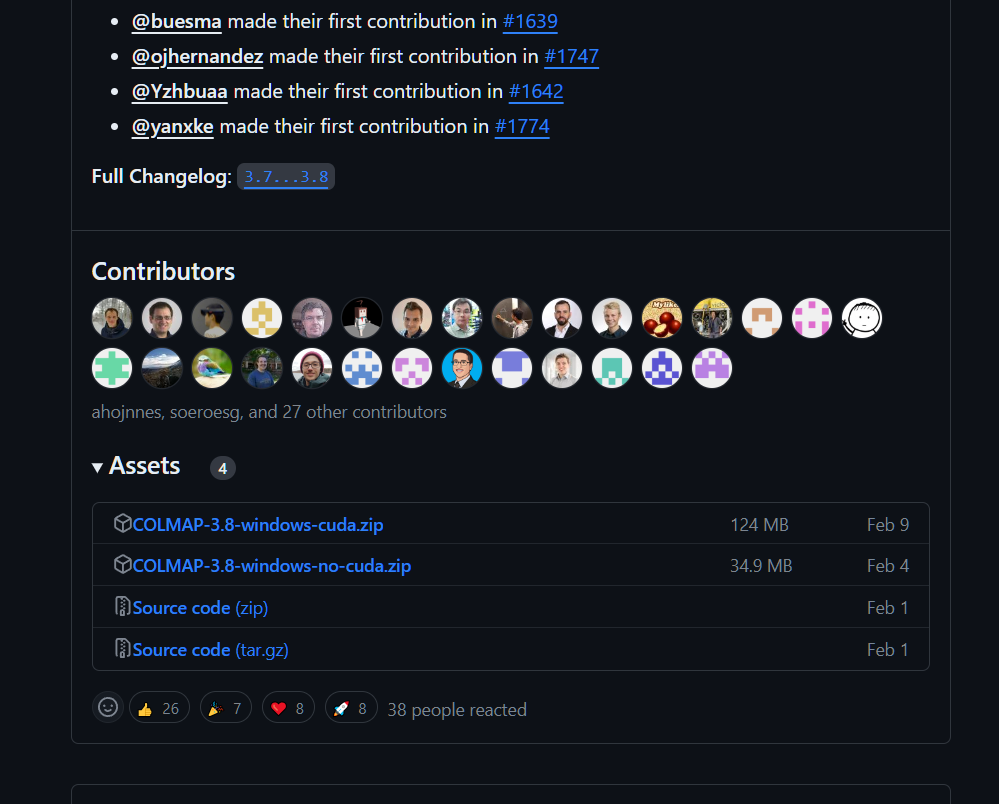 @buesma made their first contribution in #1639
@ojhernandez made their first contribution in #1747
@Yzhbuaa made their first contribution in #1642
@yanxke made their first contribution in #1774
Full Changelog: 3.7...3.8
Contributors
Mylike
ahojnnes, soeroesg, and 27 other contributors
Assets 4
COLMAP-3.8-windows-cuda.zip 124 MB Feb 9
COLMAP-3.8-windows-no-cuda.zip 34.9 MB Feb 4
Source code (zip) Feb 1
Source code (tar.gz) Feb 1
26 7 8 8 38 people reacted